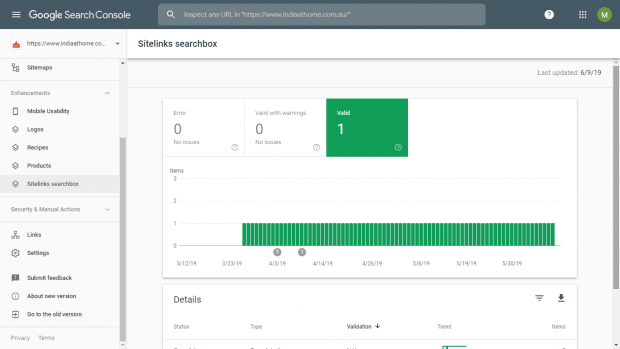 Google Search Console
Inspect any URL in "https://www.indiaathome.com.au/"
M
https://www.indiaathome.co...
Sitelinks searchbox
Sitemaps
Last updated: 6/9/19
Enhancements
Mobile Usability
Logos
Recipes
Products
Sitelinks searchbox
Security & Manual Actions
Links
Settings
Submit feedback
About new version
Go to the old version
Privacy Terms
Error
0
No issues
Valid with warnings
0
No issues
Valid
1
Items
3
2
1
0
1 1
3/12/19 3/23/19 4/3/19 4/14/19 4/26/19 5/8/19 5/19/19 5/30/19
Details
Status Type Validation Trend Items